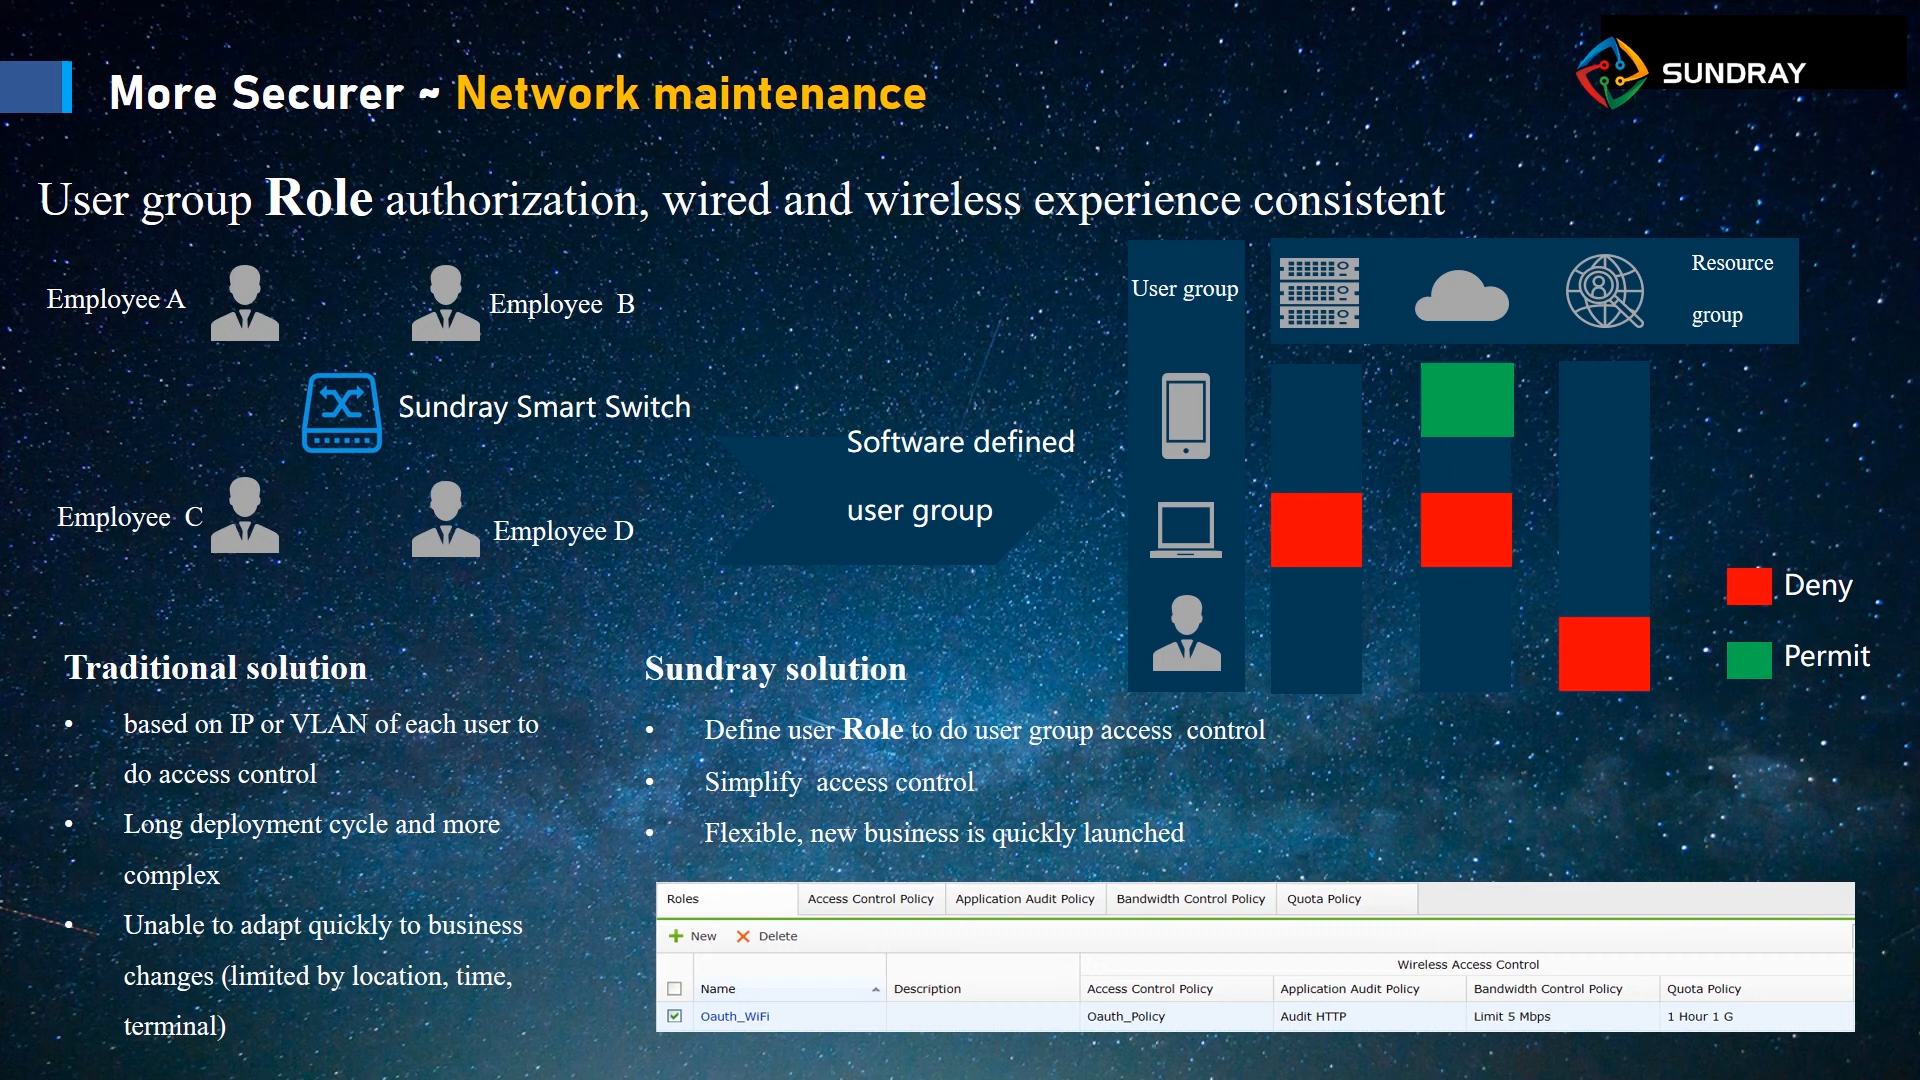 More Securer ~ Network maintenance
SUNDRAY
User group Role authorization, wired and wireless experience consistent
Employee A
Employee B
Sundray Smart Switch
Employee C
Employee D
Software defined
user group
User group
Resource
group
Deny
Permit
Traditional solution
• based on IP or VLAN of each user to
do access control
• Long deployment cycle and more
complex
• Unable to adapt quickly to business
changes (limited by location, time,
terminal)
Sundray solution
• Define user Role to do user group access control
• Simplify access control
• Flexible, new business is quickly launched
Roles Access Control Policy Application Audit Policy Bandwidth Control Policy Quota Policy
New Delete
Wireless Access Control
Name Description Access Control Policy Application Audit Policy Bandwidth Control Policy Quota Policy
Oauth_WiFi Oauth_Policy Audit HTTP Limit 5 Mbps 1 Hour 1 G